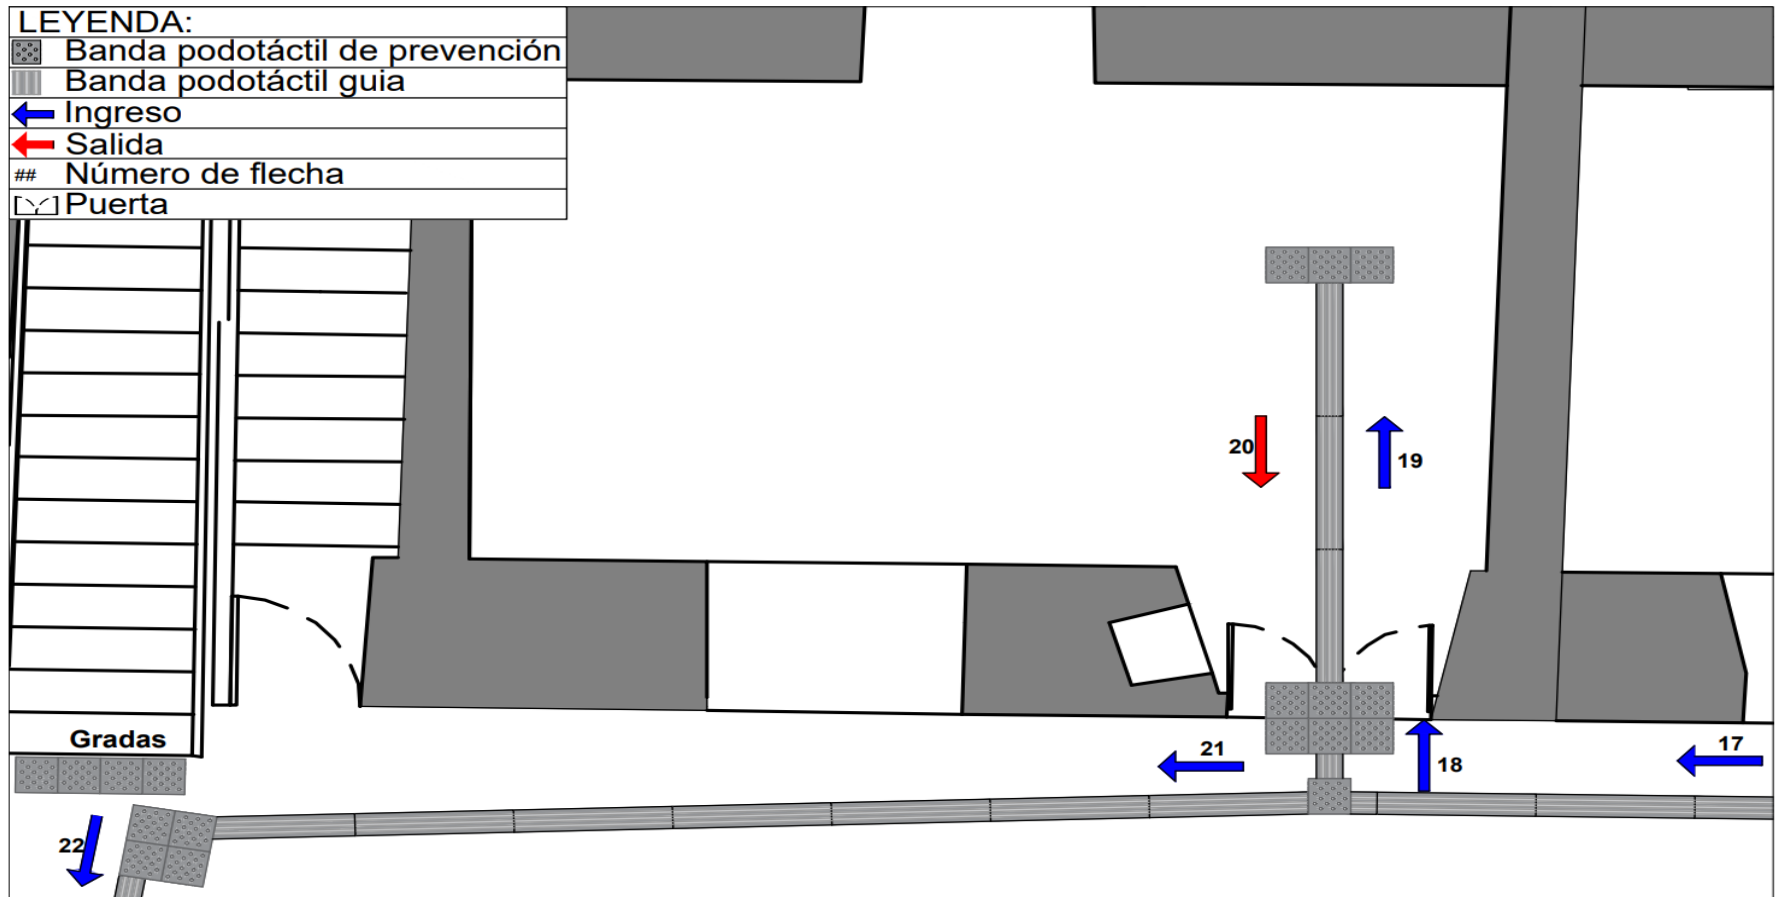 LEYENDA:
Banda podotáctil de prevención
Banda podotáctil guia
Ingreso
Salida
## Número de flecha
Puerta
20
19
Gradas
21
18
17
22